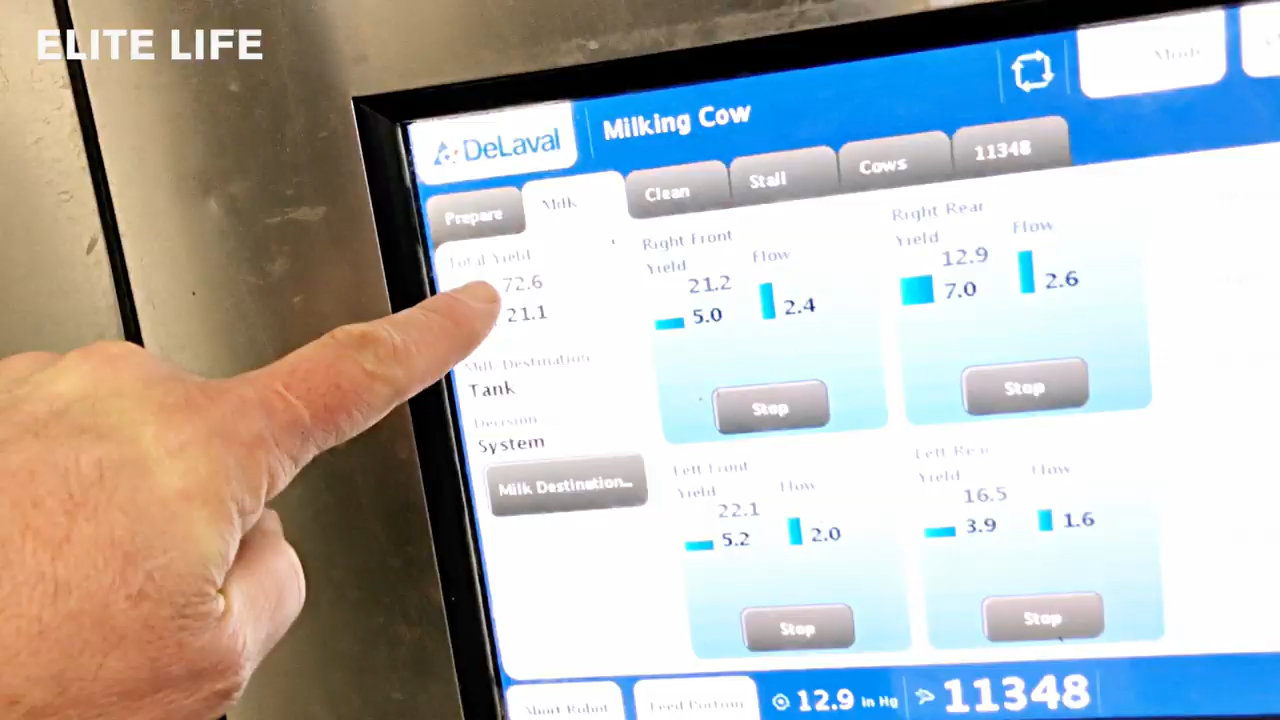 ELITE LIFE
Mode
DeLaval
Milking Cow
Prepare
Milk
Clean
Stall
Cows
11348
Total Yield
72.6
21.1
Milk Destination
Tank
Decision
System
Milk Destination...
Right Front
Yield
Flow
21.2
5.0
2.4
Stop
Right Rear
Yield
Flow
12.9
7.0
2.6
Stop
Left Front
Yield
Flow
22.1
5.2
2.0
Stop
Left Rear
Yield
Flow
16.5
3.9
1.6
Stop
Short Robot
Feed Portion
12.9 in Hg
11348